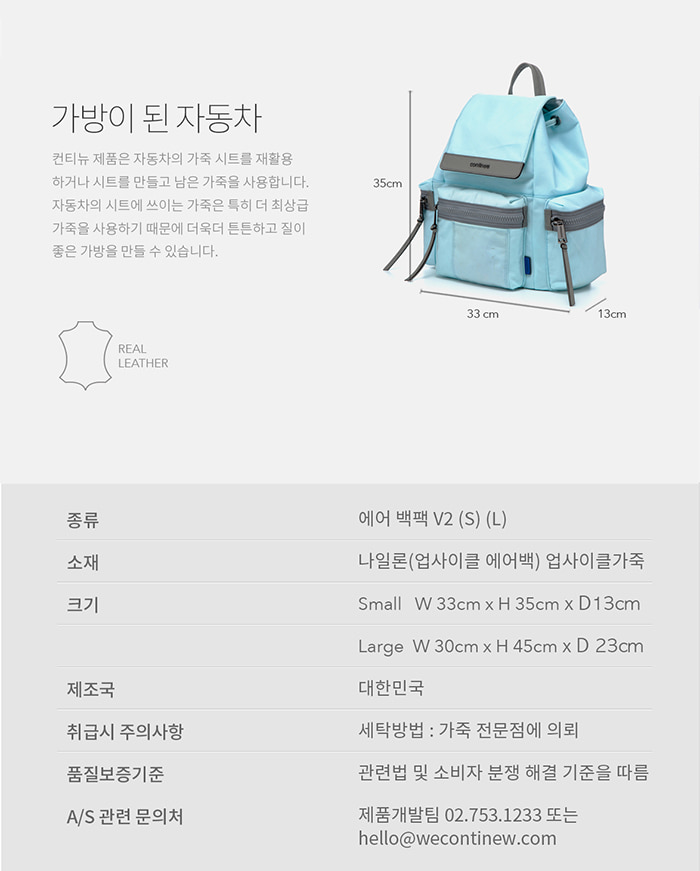 가방이 된 자동차
컨티뉴 제품은 자동차의 가죽 시트를 재활용
하거나 시트를 만들고 남은 가죽을 사용합니다.
자동차의 시트에 쓰이는 가죽은 특히 더 최상급
가죽을 사용하기 때문에 더욱더 튼튼하고 질이
좋은 가방을 만들 수 있습니다.
REAL
LEATHER
continew
35cm
33 cm
13cm
종류 에어 백팩 V2 (S) (L)
소재 나일론(업사이클 에어백) 업사이클가죽
크기 Small W 33cm x H 35cm x D13cm
Large W 30cm x H 45cm x D 23cm
제조국 대한민국
취급시 주의사항 세탁방법 : 가죽 전문점에 의뢰
품질보증기준 관련법 및 소비자 분쟁 해결 기준을 따름
A/S 관련 문의처 제품개발팀 02.753.1233 또는
hello@wecontinew.com